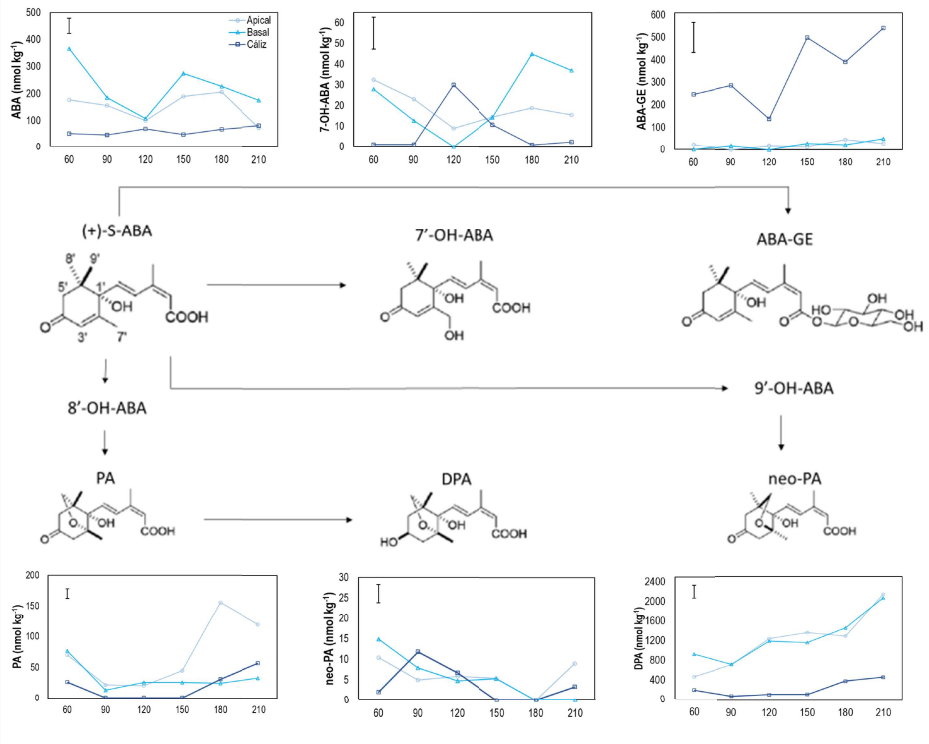 ABA (nmol kg⁻¹)
500
400
300
200
100
0
60 90 120 150 180 210
Apical
Basal
Cáliz
7-OH-ABA (nmol kg⁻¹)
60
50
40
30
20
10
0
60 90 120 150 180 210
ABA-GE (nmol kg⁻¹)
600
500
400
300
200
100
0
60 90 120 150 180 210
(+)-S-ABA
7′-OH-ABA
ABA-GE
8' 9'
5' 1'
OH
COOH
O
3' 7'
OH
COOH
O
OH
OH
O
O
O
HO
O
OH
OH
OH
8′-OH-ABA
9′-OH-ABA
PA
DPA
neo-PA
O
OH
O
COOH
O
OH
HO
COOH
O
OH
O
COOH
PA (nmol kg⁻¹)
200
150
100
50
0
60 90 120 150 180 210
neo-PA (nmol kg⁻¹)
30
25
20
15
10
5
0
60 90 120 150 180 210
DPA (nmol kg⁻¹)
2400
2000
1600
1200
800
400
0
60 90 120 150 180 210